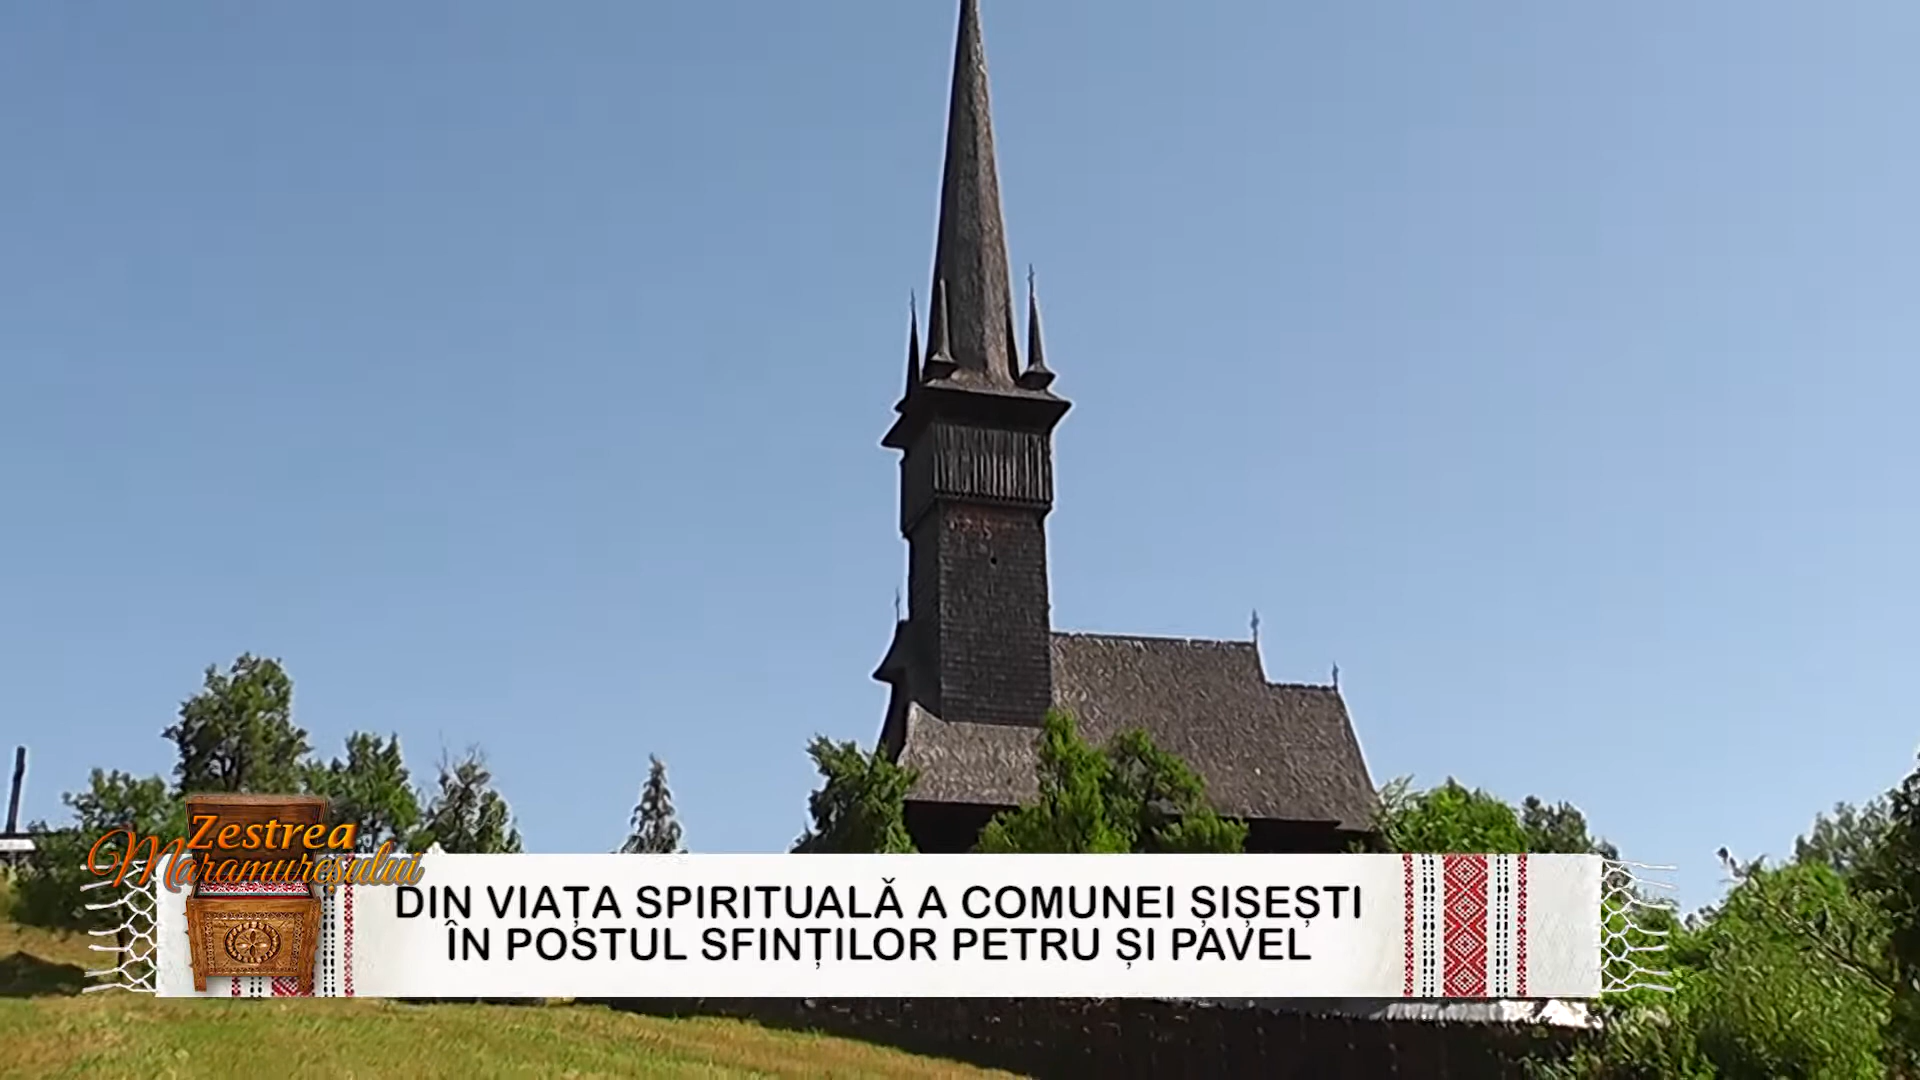 Zestrea
Maramureșului
DIN VIAȚA SPIRITUALĂ A COMUNEI ȘIȘEȘTI
ÎN POSTUL SFINȚILOR PETRU ȘI PAVEL